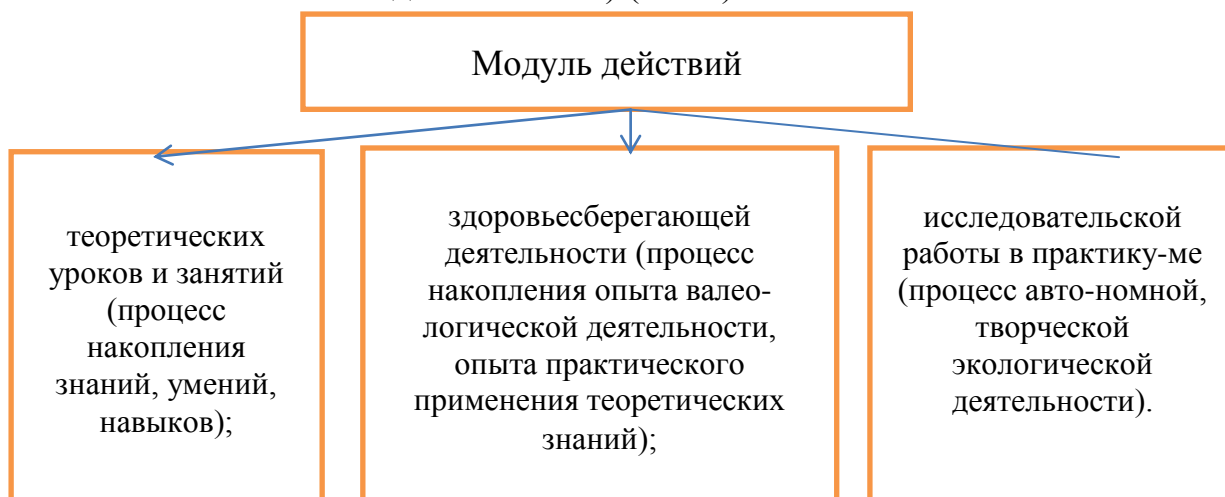 Модуль действий
теоретических
уроков и занятий
(процесс
накопления
знаний, умений,
навыков);
здоровьесберегающей
деятельности (процесс
накопления опыта валео-
логической деятельности,
опыта практического
применения теоретических
знаний);
исследовательской
работы в практику-ме
(процесс авто-номной,
творческой
экологической
деятельности).